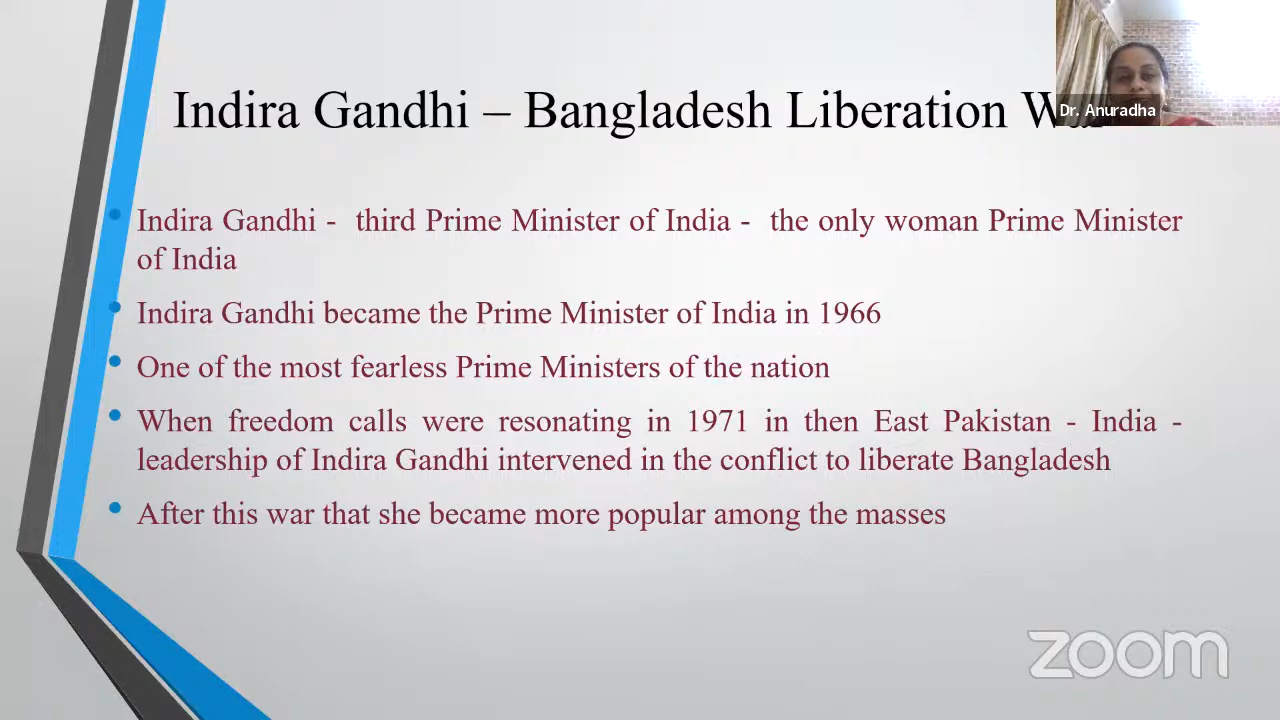 Indira Gandhi – Bangladesh Liberation
Dr. Anuradha
• Indira Gandhi - third Prime Minister of India - the only woman Prime Minister
of India
• Indira Gandhi became the Prime Minister of India in 1966
• One of the most fearless Prime Ministers of the nation
• When freedom calls were resonating in 1971 in then East Pakistan - India -
leadership of Indira Gandhi intervened in the conflict to liberate Bangladesh
• After this war that she became more popular among the masses
zoom